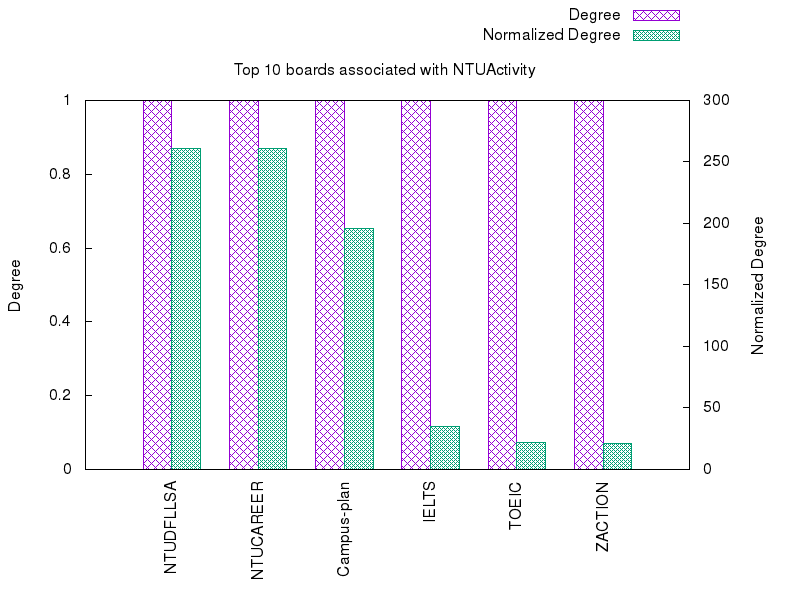 Degree
Normalized Degree
Top 10 boards associated with NTUActivity
1
0.8
0.6
0.4
0.2
0
Degree
300
250
200
150
100
50
0
Normalized Degree
NTUDFLLSA
NTUCAREER
Campus-plan
IELTS
TOEIC
ZACTION